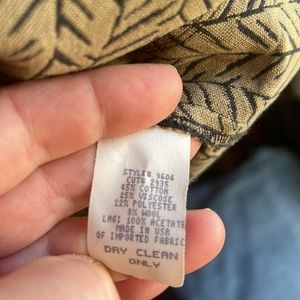 STYLE# 9604
CUT# 2935
45% COTTON
25% VISCOSE
22% POLYESTER
8% WOOL
LNG: 100% ACETATE
MADE IN USA
OF IMPORTED FABRIC
DRY CLEAN
ONLY